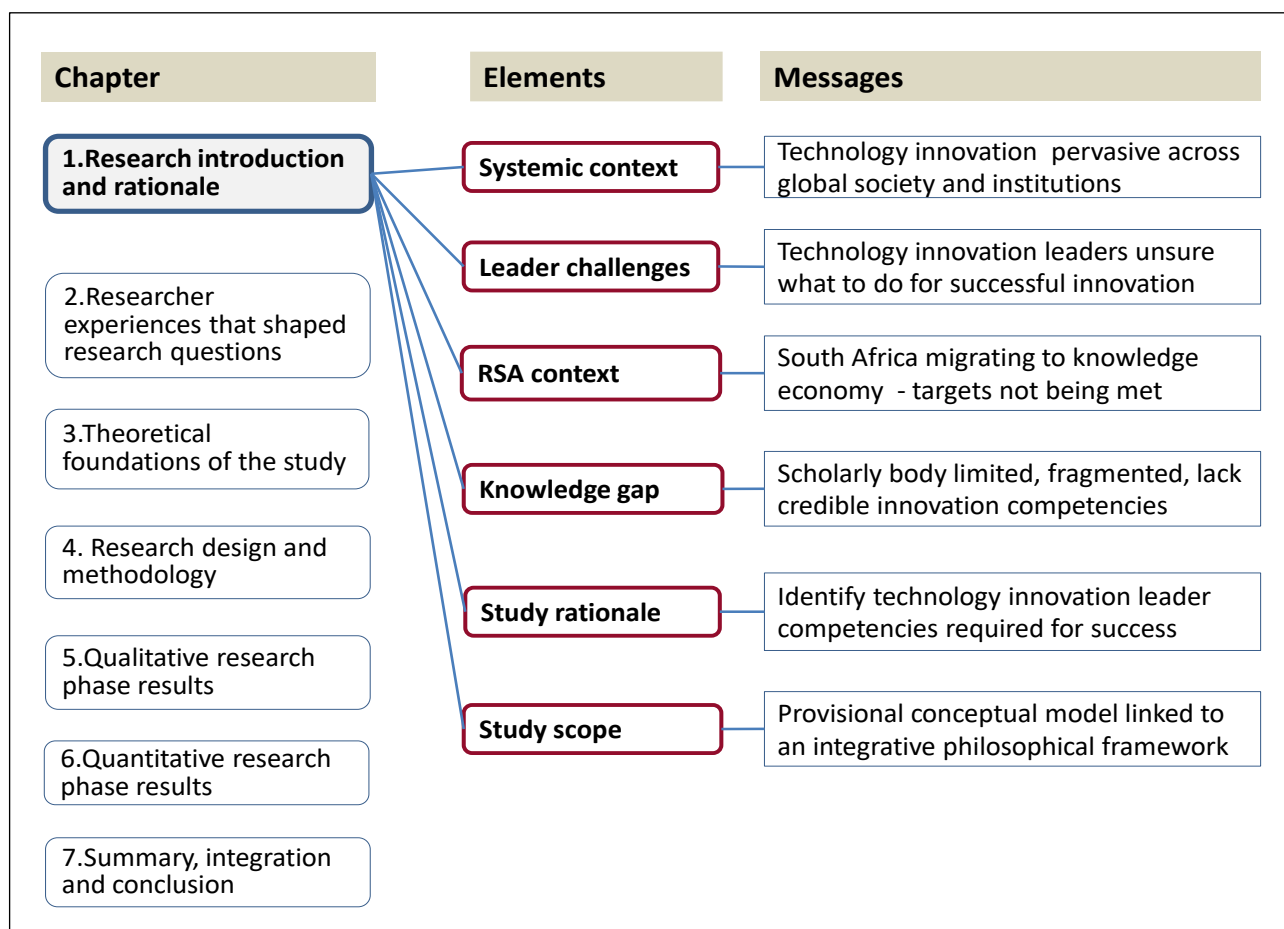 Chapter
Elements
Messages
1.Research introduction
and rationale
2.Researcher
experiences that shaped
research questions
3.Theoretical
foundations of the study
4. Research design and
methodology
5.Qualitative research
phase results
6.Quantitative research
phase results
7.Summary, integration
and conclusion
Systemic context
Technology innovation  pervasive across
global society and institutions
Leader challenges
Technology innovation leaders unsure
what to do for successful innovation
RSA context
South Africa migrating to knowledge
economy  - targets not being met
Knowledge gap
Scholarly body limited, fragmented, lack
credible innovation competencies
Study rationale
Identify technology innovation leader
competencies required for success
Study scope
Provisional conceptual model linked to
an integrative philosophical framework